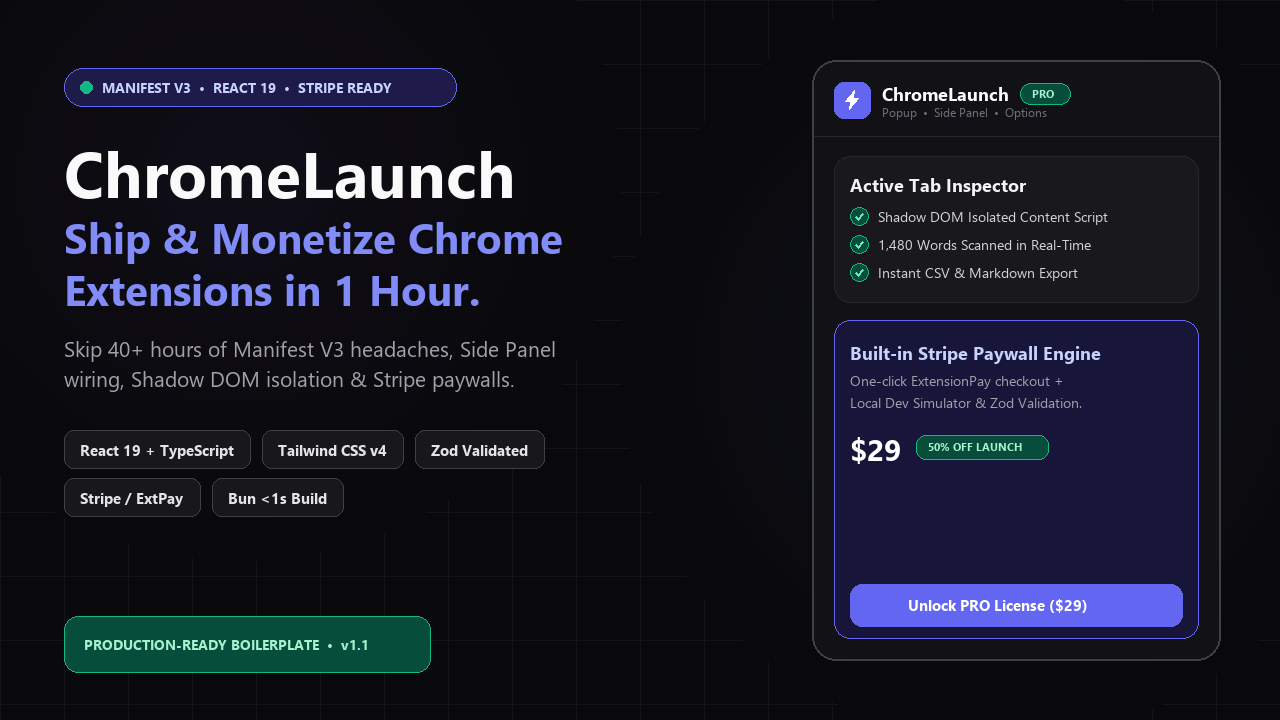 MANIFEST V3 • REACT 19 • STRIPE READY
ChromeLaunch
Ship & Monetize Chrome
Extensions in 1 Hour.
Skip 40+ hours of Manifest V3 headaches, Side Panel
wiring, Shadow DOM isolation & Stripe paywalls.
React 19 + TypeScript
Tailwind CSS v4
Zod Validated
Stripe / ExtPay
Bun <1s Build
PRODUCTION-READY BOILERPLATE • v1.1
ChromeLaunch
PRO
Popup • Side Panel • Options
Active Tab Inspector
Shadow DOM Isolated Content Script
1,480 Words Scanned in Real-Time
Instant CSV & Markdown Export
Built-in Stripe Paywall Engine
One-click ExtensionPay checkout +
Local Dev Simulator & Zod Validation.
$29
50% OFF LAUNCH
Unlock PRO License ($29)